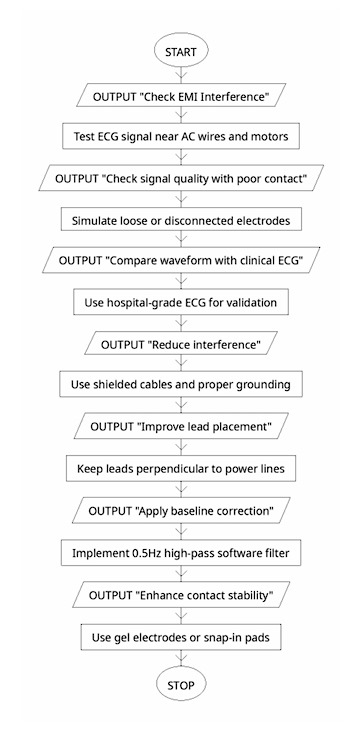 START
OUTPUT "Check EMI Interference"
Test ECG signal near AC wires and motors
OUTPUT "Check signal quality with poor contact"
Simulate loose or disconnected electrodes
OUTPUT "Compare waveform with clinical ECG"
Use hospital-grade ECG for validation
OUTPUT "Reduce interference"
Use shielded cables and proper grounding
OUTPUT "Improve lead placement"
Keep leads perpendicular to power lines
OUTPUT "Apply baseline correction"
Implement 0.5Hz high-pass software filter
OUTPUT "Enhance contact stability"
Use gel electrodes or snap-in pads
STOP